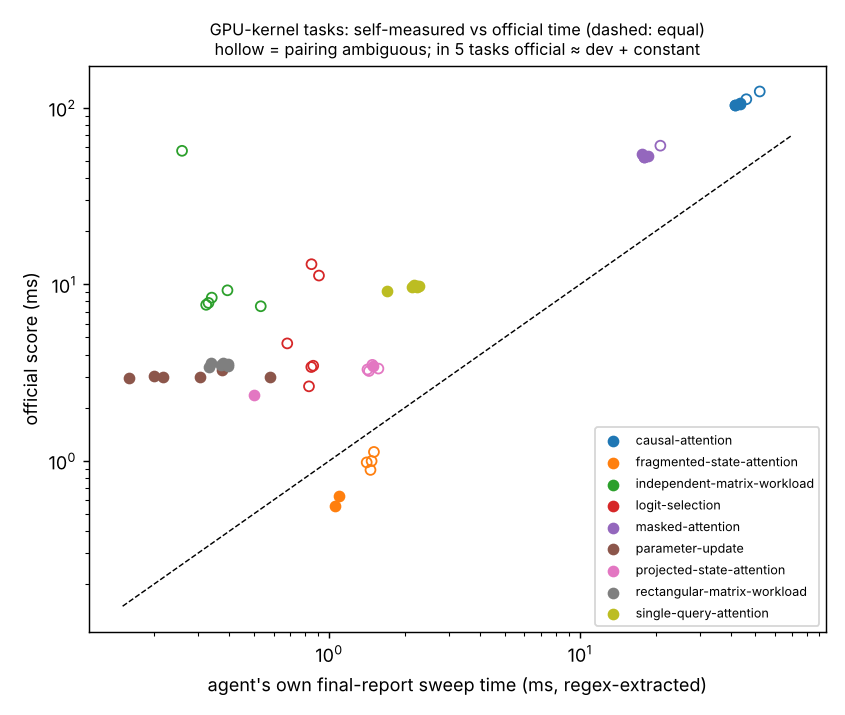 GPU-kernel tasks: self-measured vs official time (dashed: equal)
hollow = pairing ambiguous; in 5 tasks official ≈ dev + constant
official score (ms)
10²
10¹
10⁰
10⁰
10¹
agent's own final-report sweep time (ms, regex-extracted)
causal-attention
fragmented-state-attention
independent-matrix-workload
logit-selection
masked-attention
parameter-update
projected-state-attention
rectangular-matrix-workload
single-query-attention